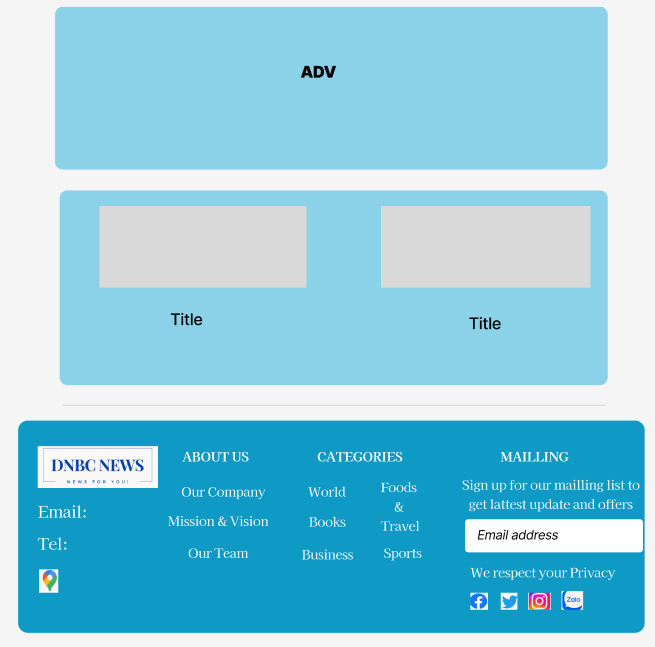 ADV
Title
Title
DNBC NEWS
NEWS FOR YOU!
Email:
Tel:
ABOUT US
Our Company
Mission & Vision
Our Team
CATEGORIES
World
Books
Business
Foods
&
Travel
Sports
MAILLING
Sign up for our mailling list to
get lattest update and offers
Email address
We respect your Privacy
Zalo